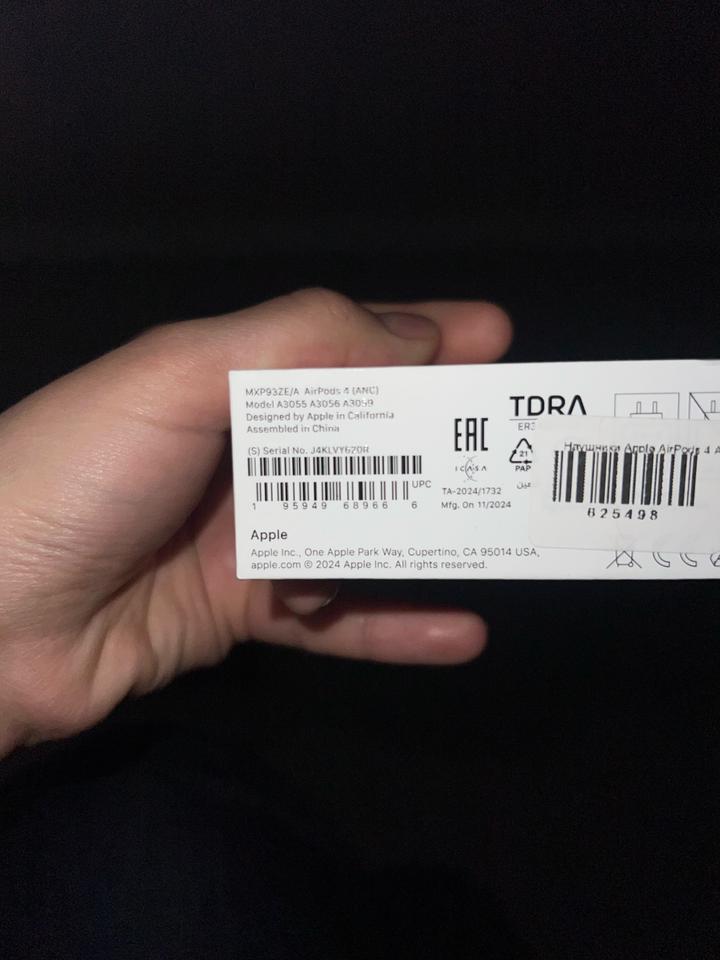 MXP93ZE/A AirPods 4 (ANC)
Model A3055 A3056 A3059
Designed by Apple in California
Assembled in China
(S) Serial No. J4KLVY620R
UPC
1 95949 68966 6
EAC
ICASA
TA-2024/1732
Mfg. On 11/2024
TDRA
21
PAP
Наушники Apple AirPods 4
625498
Apple
Apple Inc., One Apple Park Way, Cupertino, CA 95014 USA,
apple.com © 2024 Apple Inc. All rights reserved.